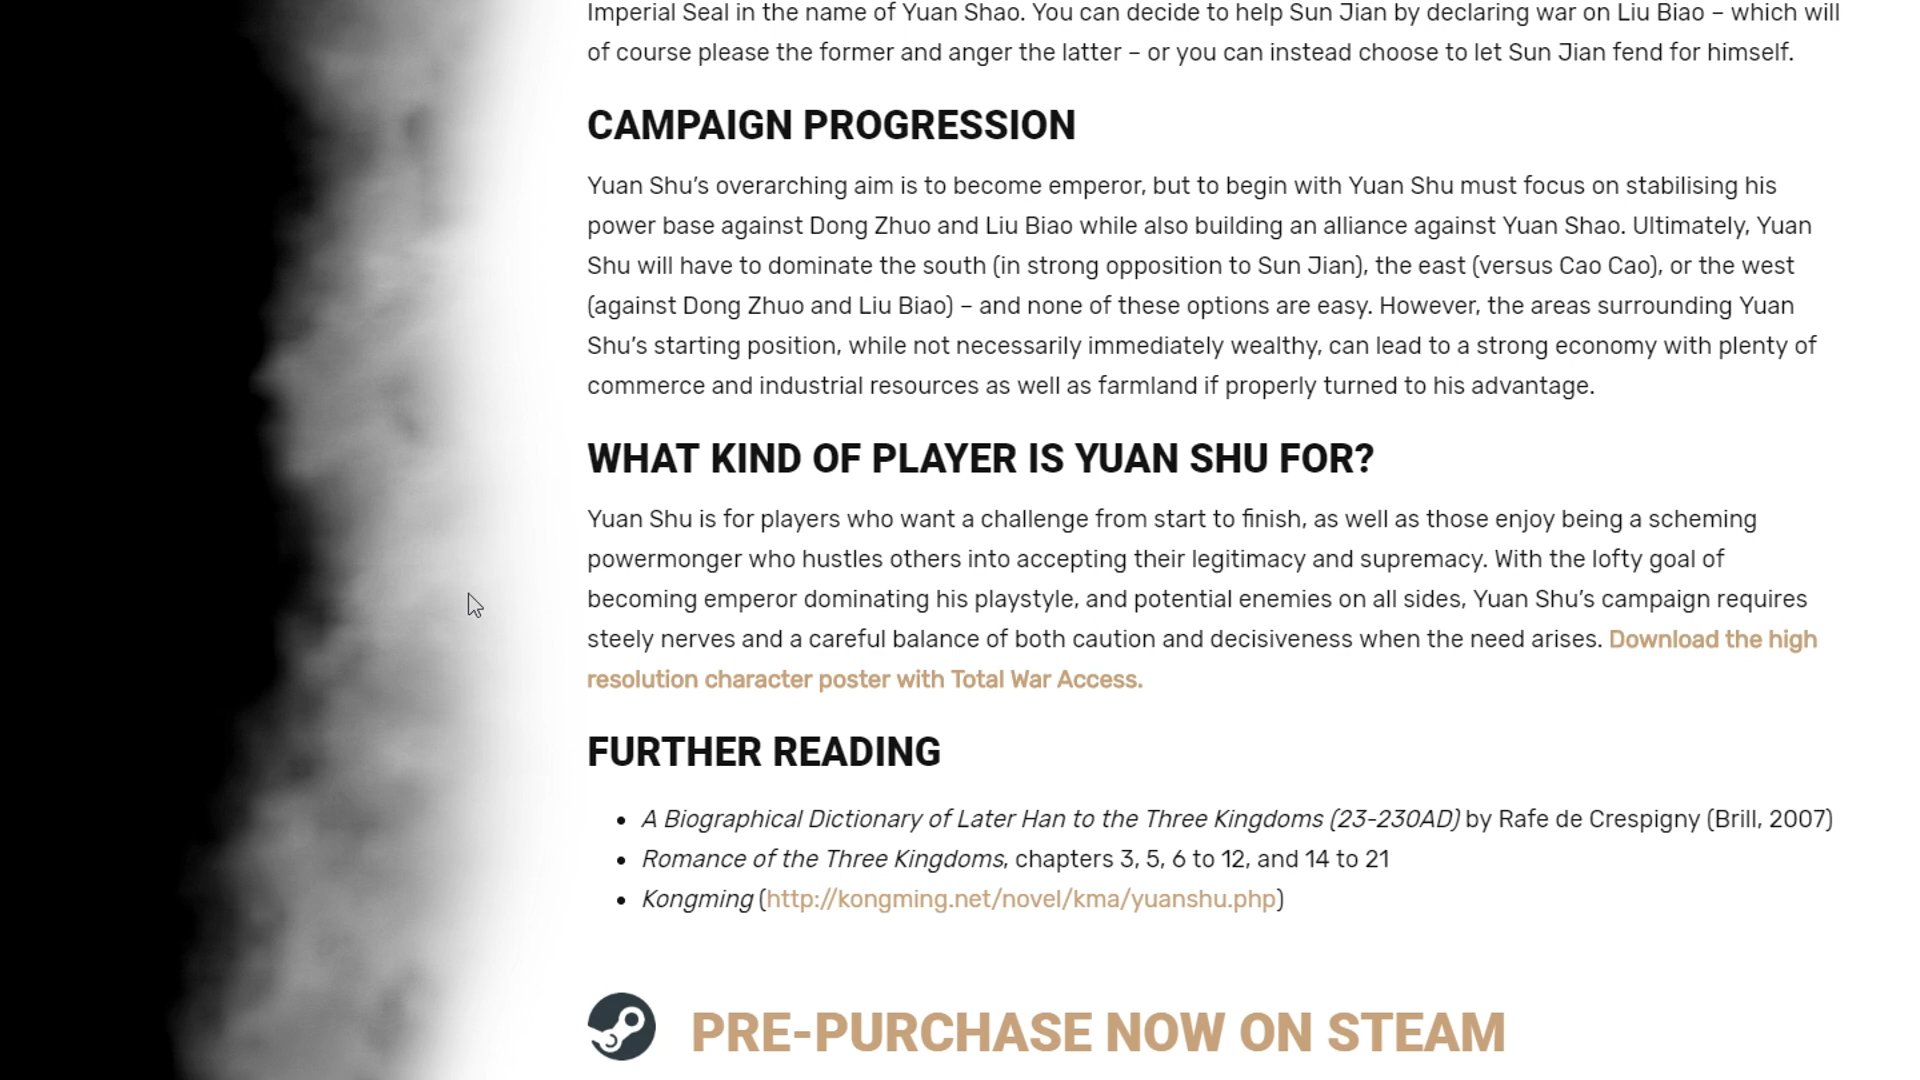 Imperial Seal in the name of Yuan Shao. You can decide to help Sun Jian by declaring war on Liu Biao – which will
of course please the former and anger the latter – or you can instead choose to let Sun Jian fend for himself.
CAMPAIGN PROGRESSION
Yuan Shu’s overarching aim is to become emperor, but to begin with Yuan Shu must focus on stabilising his
power base against Dong Zhuo and Liu Biao while also building an alliance against Yuan Shao. Ultimately, Yuan
Shu will have to dominate the south (in strong opposition to Sun Jian), the east (versus Cao Cao), or the west
(against Dong Zhuo and Liu Biao) – and none of these options are easy. However, the areas surrounding Yuan
Shu’s starting position, while not necessarily immediately wealthy, can lead to a strong economy with plenty of
commerce and industrial resources as well as farmland if properly turned to his advantage.
WHAT KIND OF PLAYER IS YUAN SHU FOR?
Yuan Shu is for players who want a challenge from start to finish, as well as those enjoy being a scheming
powermonger who hustles others into accepting their legitimacy and supremacy. With the lofty goal of
becoming emperor dominating his playstyle, and potential enemies on all sides, Yuan Shu’s campaign requires
steely nerves and a careful balance of both caution and decisiveness when the need arises. Download the high
resolution character poster with Total War Access.
FURTHER READING
• A Biographical Dictionary of Later Han to the Three Kingdoms (23-230AD) by Rafe de Crespigny (Brill, 2007)
• Romance of the Three Kingdoms, chapters 3, 5, 6 to 12, and 14 to 21
• Kongming (http://kongming.net/novel/kma/yuanshu.php)
PRE-PURCHASE NOW ON STEAM